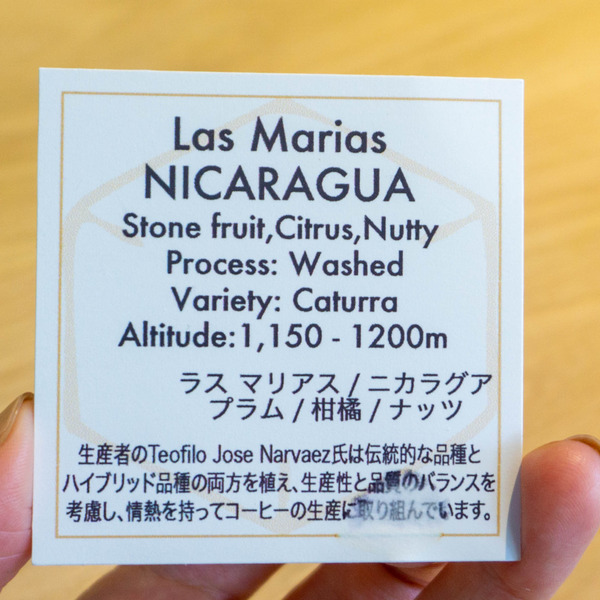 Las Marias
NICARAGUA
Stone fruit,Citrus,Nutty
Process: Washed
Variety: Caturra
Altitude:1,150 - 1200m
ラス マリアス / ニカラグア
プラム / 柑橘 / ナッツ
生産者のTeofilo Jose Narvaez氏は伝統的な品種と
ハイブリッド品種の両方を植え、生産性と品質のバランスを
考慮し、情熱を持ってコーヒーの生産に取り組んでいます。